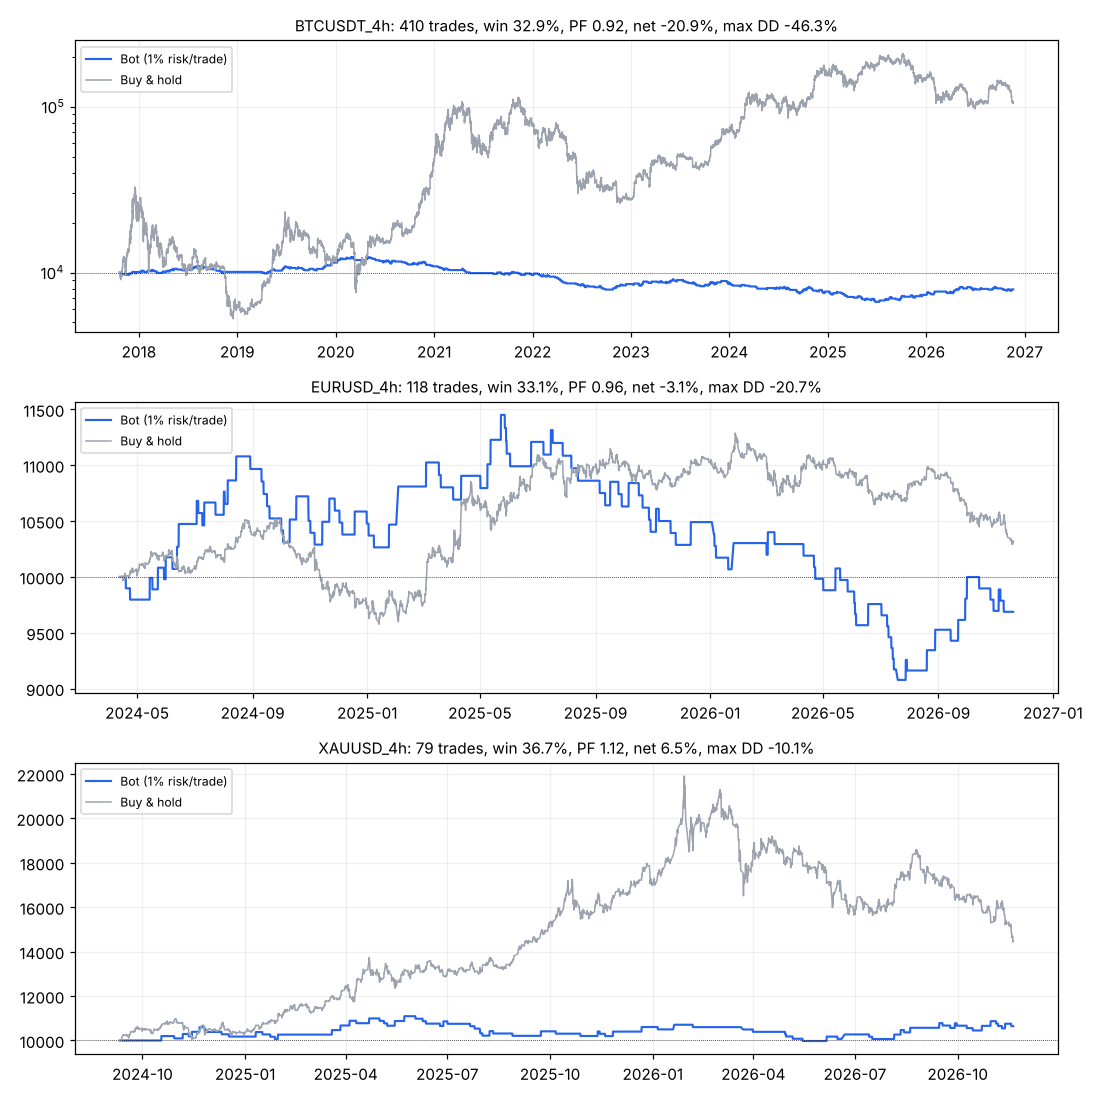 BTCUSDT_4h: 410 trades, win 32.9%, PF 0.92, net -20.9%, max DD -46.3%
Bot (1% risk/trade)
Buy & hold
10⁵
10⁴
2018 2019 2020 2021 2022 2023 2024 2025 2026 2027
EURUSD_4h: 118 trades, win 33.1%, PF 0.96, net -3.1%, max DD -20.7%
11500
Bot (1% risk/trade)
Buy & hold
11000
10500
10000
9500
9000
2024-05 2024-09 2025-01 2025-05 2025-09 2026-01 2026-05 2026-09 2027-01
XAUUSD_4h: 79 trades, win 36.7%, PF 1.12, net 6.5%, max DD -10.1%
22000
Bot (1% risk/trade)
Buy & hold
20000
18000
16000
14000
12000
10000
2024-10 2025-01 2025-04 2025-07 2025-10 2026-01 2026-04 2026-07 2026-10